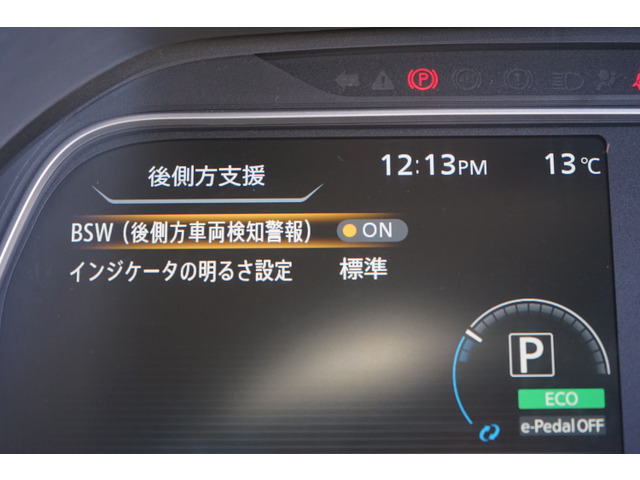 P
後側方支援
12:13PM 13℃
BSW（後側方車両検知警報） ON
インジケータの明るさ設定 標準
P
ECO
e-Pedal OFF